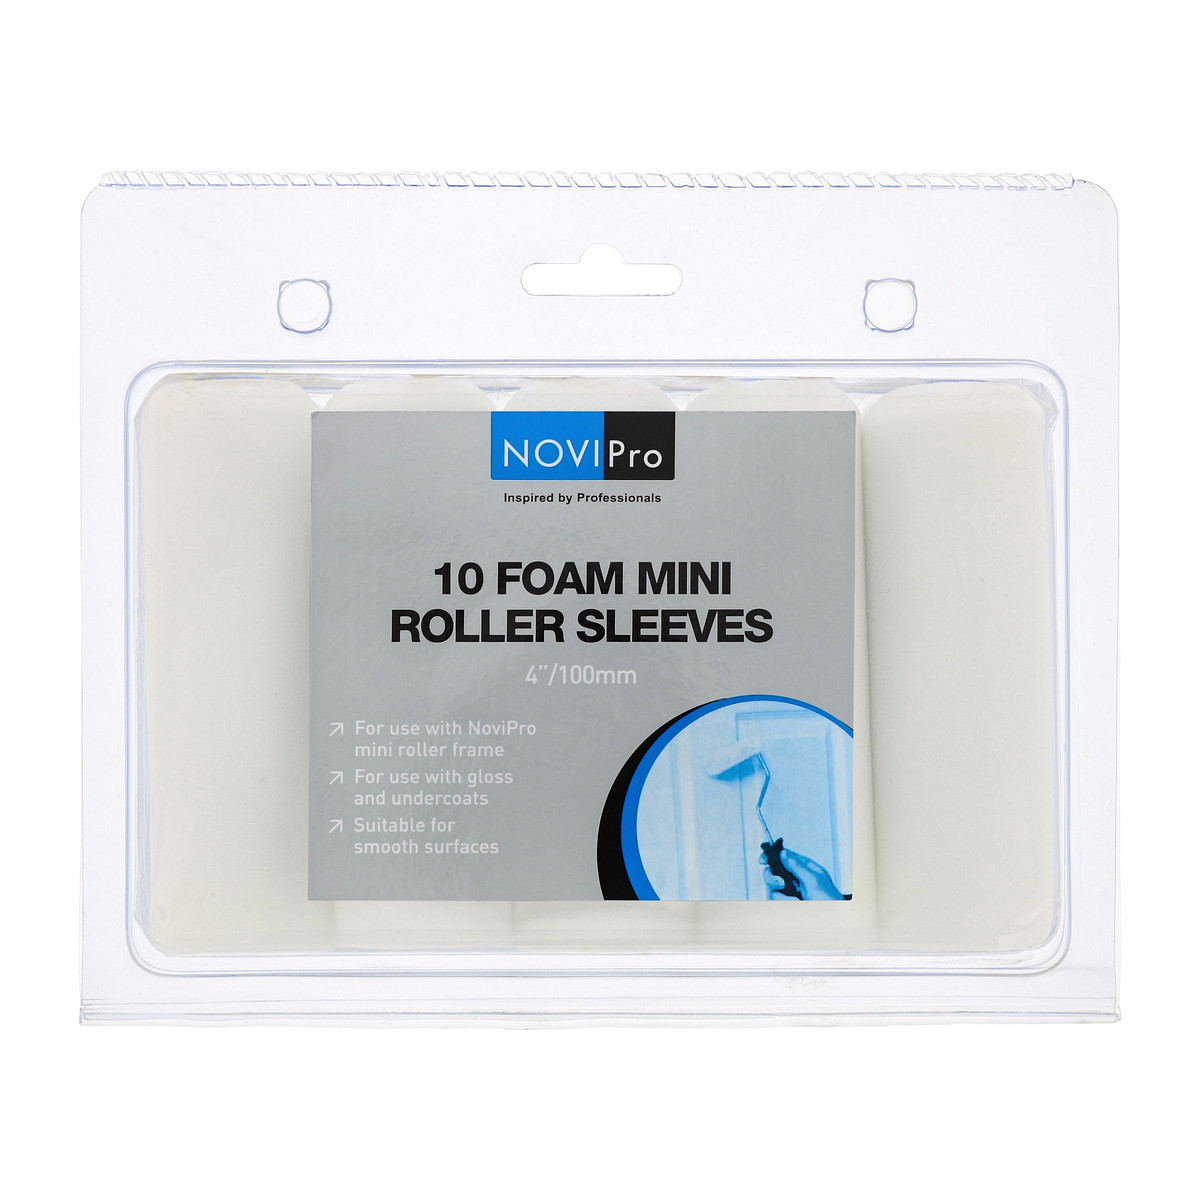 NOVIPro
Inspired by Professionals
10 FOAM MINI
ROLLER SLEEVES
4"/100mm
For use with NoviPro
mini roller frame
For use with gloss
and undercoats
Suitable for
smooth surfaces